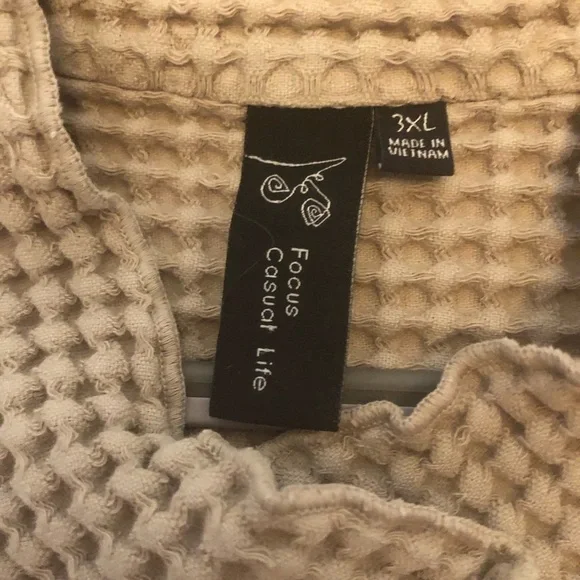 3XL
MADE IN
VIETNAM
Focus
Casual Life